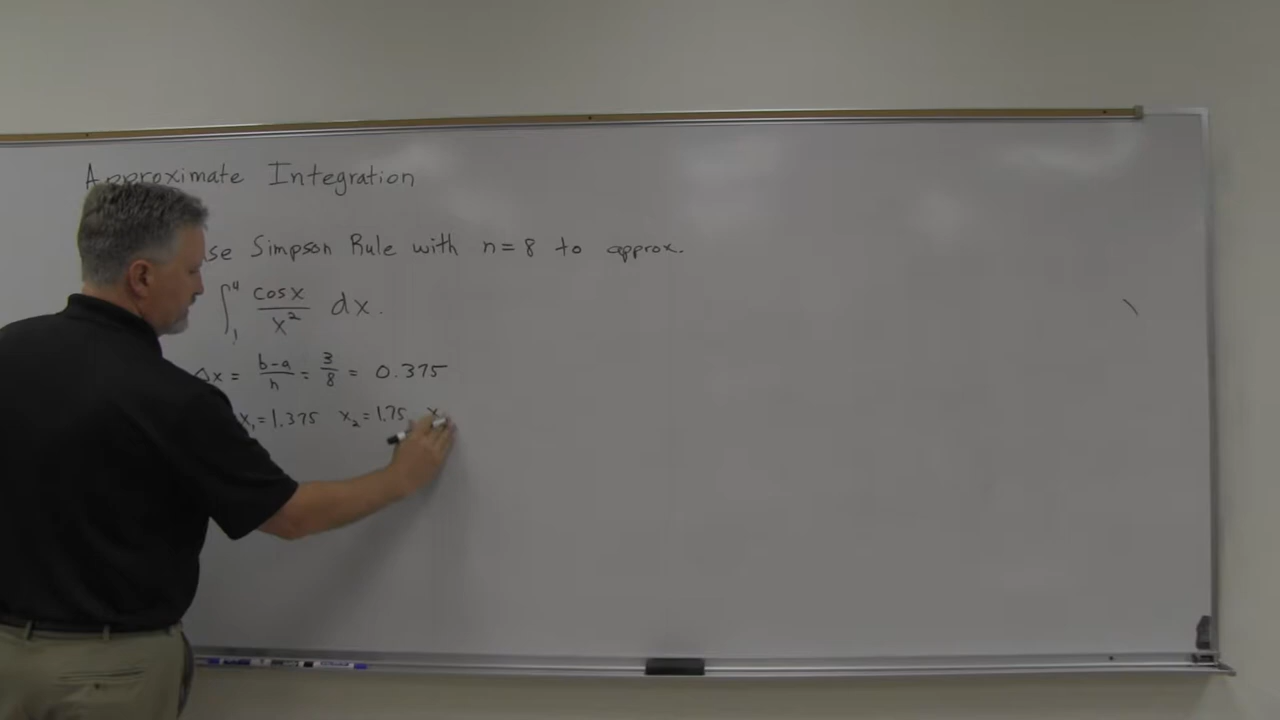 Approximate Integration
se Simpson Rule with n=8 to approx.
∫₁⁴ cosx/x² dx.
Δx = b-a/n = 3/8 = 0.375
x₁=1.375 x₂=1.75 x